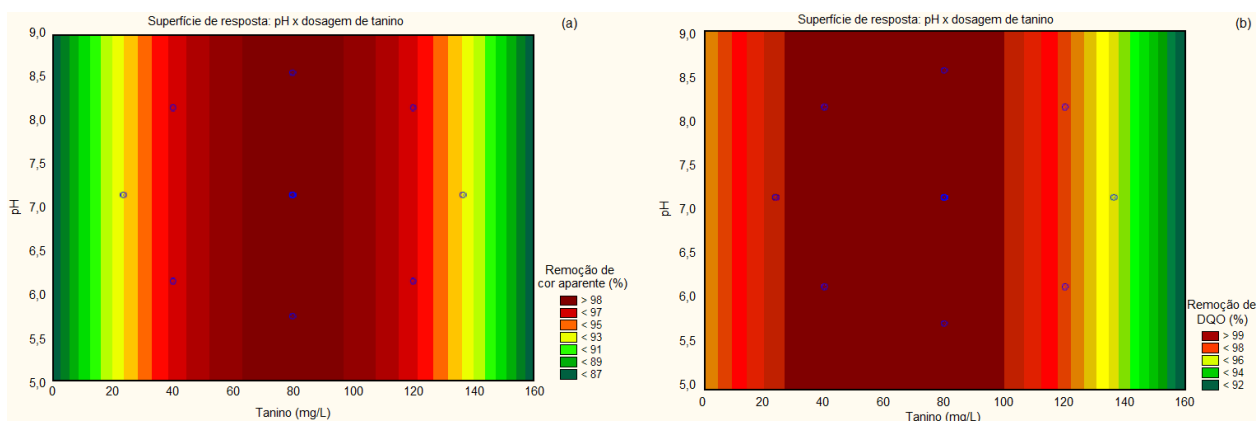 Superfície de resposta: pH x dosagem de tanino
(a)
9,0
8,5
8,0
7,5
7,0
6,5
6,0
5,5
5,0
pH
0 20 40 60 80 100 120 140 160
Tanino (mg/L)
Remoção de
cor aparente (%)
> 98
< 97
< 95
< 93
< 91
< 89
< 87
Superfície de resposta: pH x dosagem de tanino
(b)
9,0
8,5
8,0
7,5
7,0
6,5
6,0
5,5
5,0
pH
0 20 40 60 80 100 120 140 160
Tanino (mg/L)
Remoção de
DQO (%)
> 99
< 98
< 96
< 94
< 92